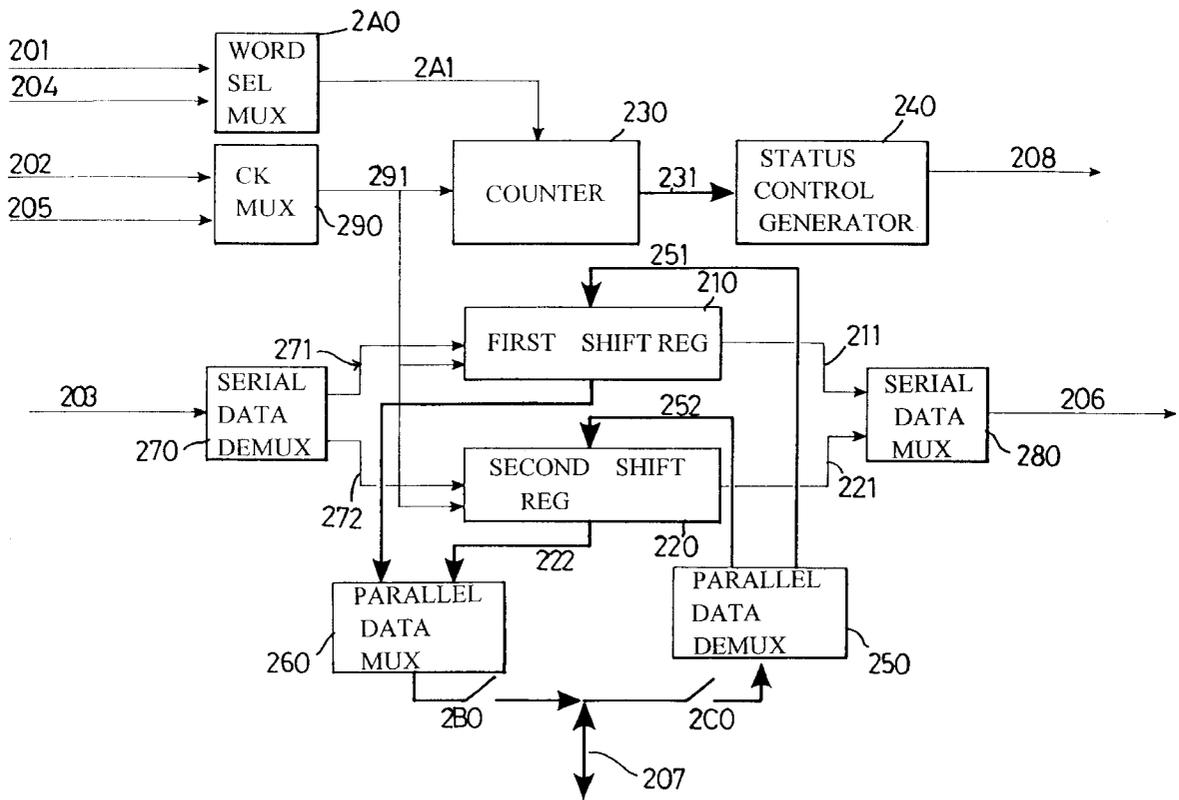 2A0
201
WORD
SEL
MUX
204
2A1
230
240
202
CK
MUX
205
290
291
COUNTER
231
STATUS
CONTROL
GENERATOR
208
251
210
FIRST SHIFT REG
211
271
203
SERIAL
DATA
DEMUX
270
272
252
SERIAL
DATA
MUX
206
280
SECOND SHIFT
REG
221
220
222
PARALLEL
DATA
MUX
260
PARALLEL
DATA
DEMUX
250
2B0
2C0
207